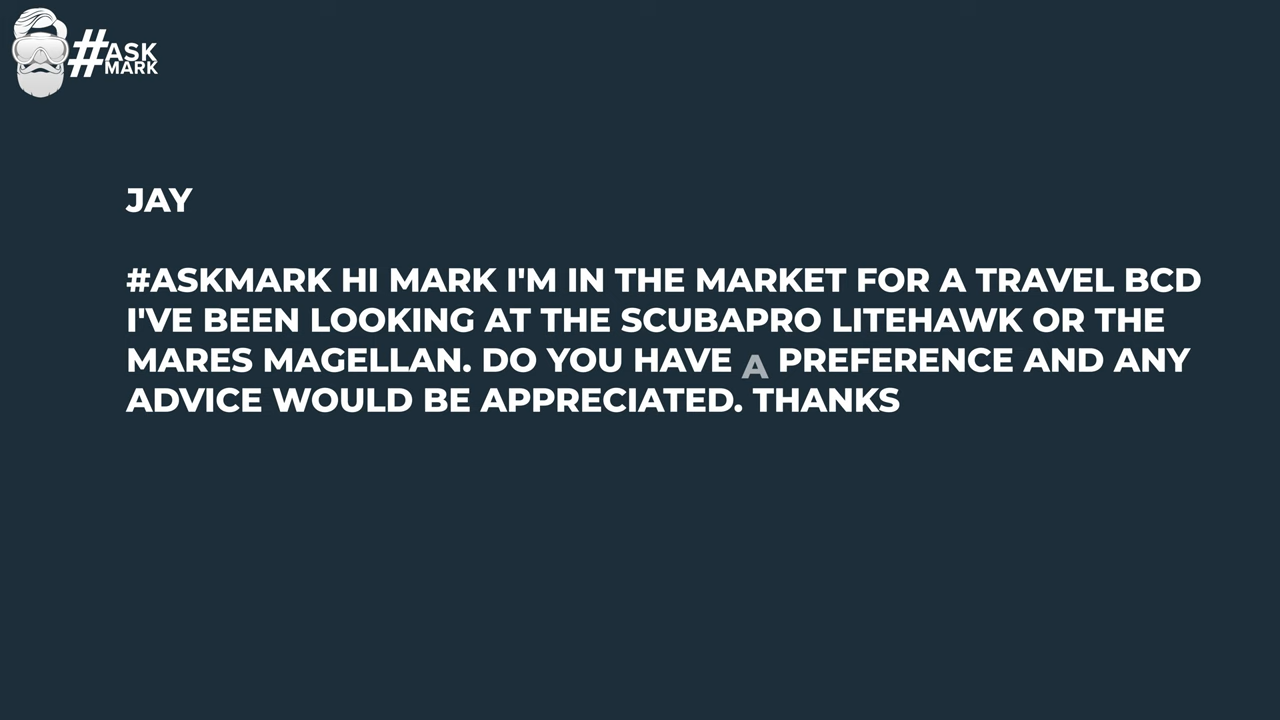 #ASK
MARK
JAY
#ASKMARK HI MARK I'M IN THE MARKET FOR A TRAVEL BCD
I'VE BEEN LOOKING AT THE SCUBAPRO LITEHAWK OR THE
MARES MAGELLAN. DO YOU HAVE A PREFERENCE AND ANY
ADVICE WOULD BE APPRECIATED. THANKS